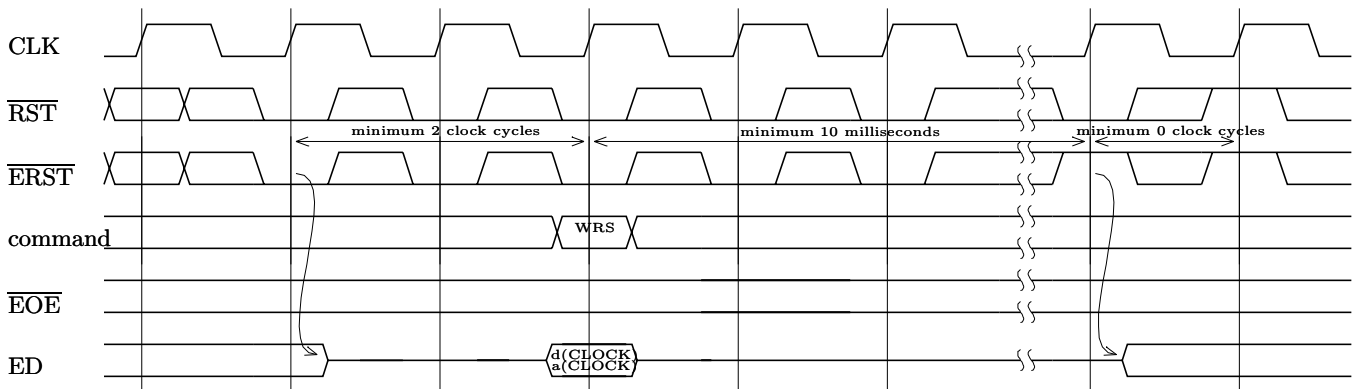 CLK
RST
minimum 2 clock cycles minimum 10 milliseconds minimum 0 clock cycles
ERST
command WRS
EOE
ED d(CLOCK)
a(CLOCK)